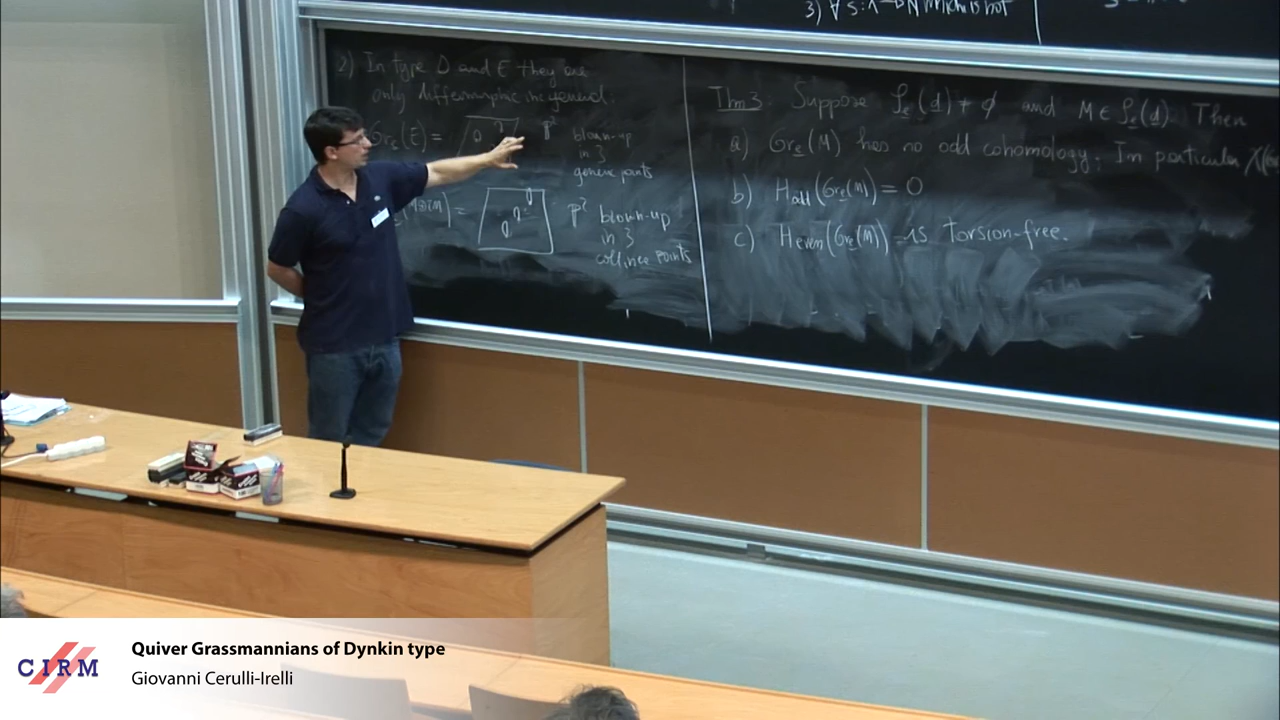 3) ∀ s:
2) In type D and E they are
only diffeomorphic in general.
Gr_e(E) = P² blown-up
in 3
generic points
= P² blown-up
in 3
collinear points
Thm 3: Suppose 𝓛_e(d) ≠ ∅ and M ∈ 𝓛_e(d). Then
a) Gr_e(M) has no odd cohomology. In particular
b) H_odd(Gr_e(M)) = 0
c) H_even(Gr_e(M)) is torsion-free.
CIRM
Quiver Grassmannians of Dynkin type
Giovanni Cerulli-Irelli